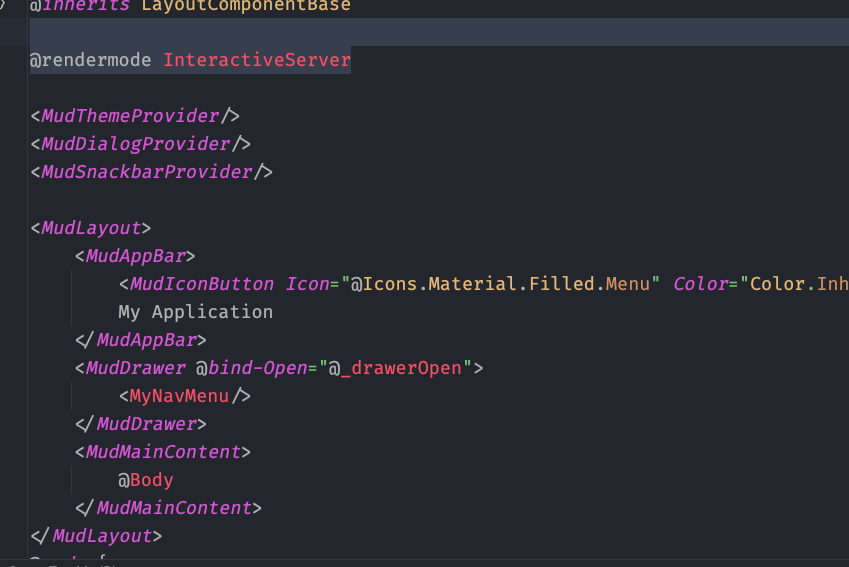 @inherits LayoutComponentBase
@rendermode InteractiveServer
<MudThemeProvider/>
<MudDialogProvider/>
<MudSnackbarProvider/>
<MudLayout>
<MudAppBar>
<MudIconButton Icon="@Icons.Material.Filled.Menu" Color="Color.Inh
My Application
</MudAppBar>
<MudDrawer @bind-Open="@_drawerOpen">
<MyNavMenu/>
</MudDrawer>
<MudMainContent>
@Body
</MudMainContent>
</MudLayout>